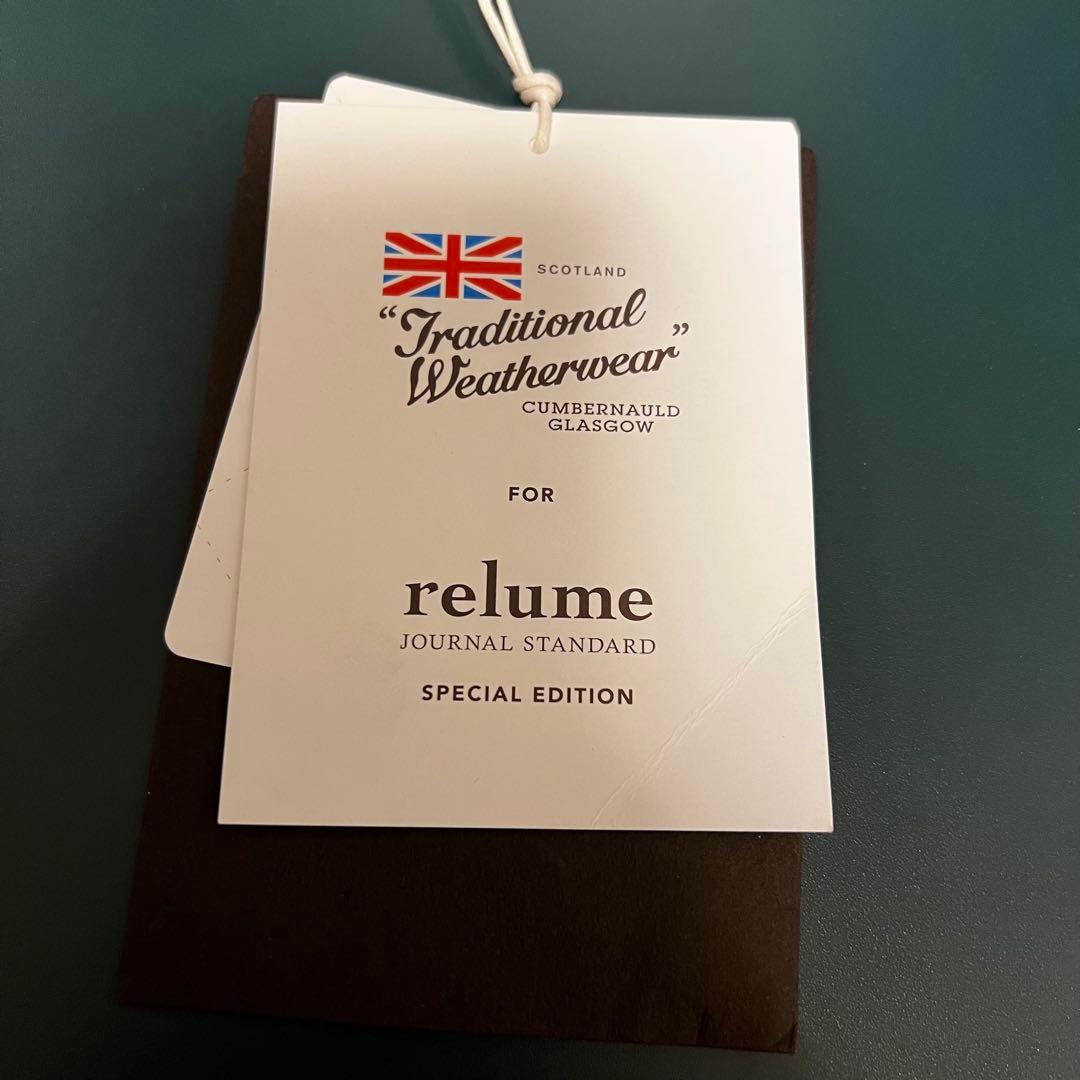 SCOTLAND
“Traditional
Weatherwear”
CUMBERNAULD
GLASGOW
FOR
relume
JOURNAL STANDARD
SPECIAL EDITION